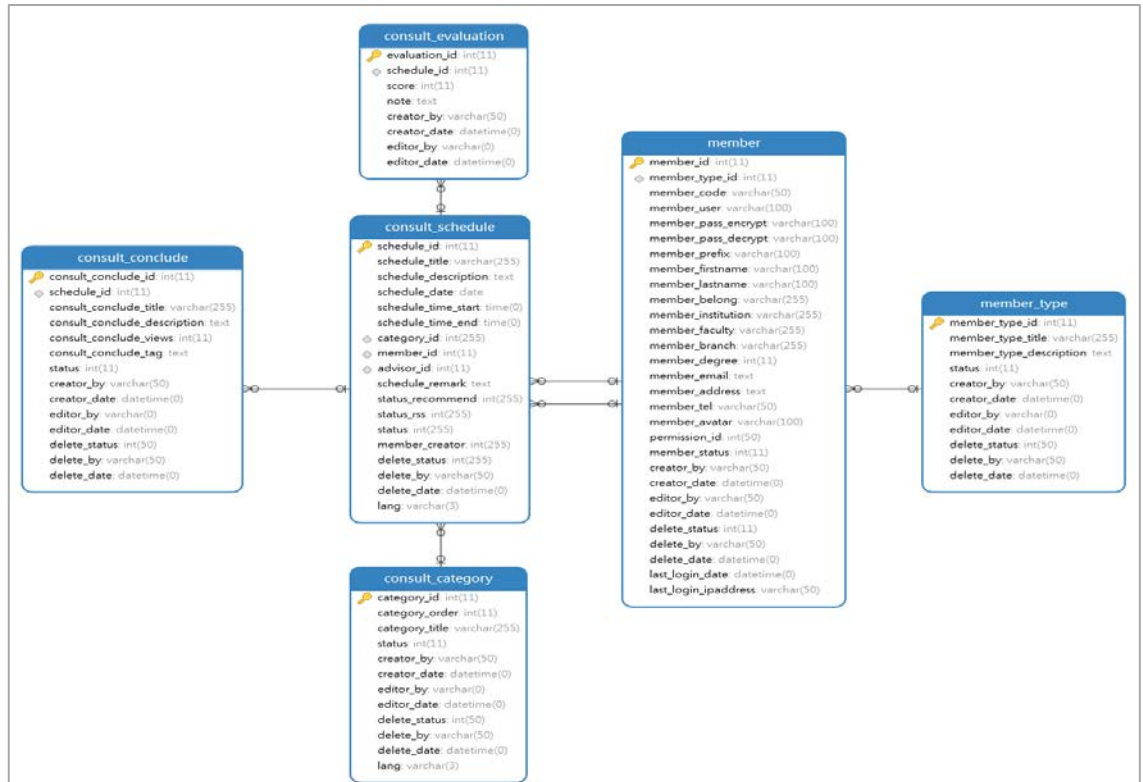 consult_evaluation
evaluation_id: int(11)
schedule_id: int(11)
score: int(11)
note: text
creator_by: varchar(50)
creator_date: datetime(0)
editor_by: varchar(0)
editor_date: datetime(0)
consult_conclude
consult_conclude_id: int(11)
schedule_id: int(11)
consult_conclude_title: varchar(255)
consult_conclude_description: text
consult_conclude_views: int(11)
consult_conclude_tag: text
status: int(11)
creator_by: varchar(50)
creator_date: datetime(0)
editor_by: varchar(0)
editor_date: datetime(0)
delete_status: int(50)
delete_by: varchar(50)
delete_date: datetime(0)
consult_schedule
schedule_id: int(11)
schedule_title: varchar(255)
schedule_description: text
schedule_date: date
schedule_time_start: time(0)
schedule_time_end: time(0)
category_id: int(255)
member_id: int(11)
advisor_id: int(11)
schedule_remark: text
status_recommend: int(255)
status_rss: int(255)
status: int(255)
member_creator: int(255)
delete_status: int(255)
delete_by: varchar(50)
delete_date: datetime(0)
lang: varchar(3)
member
member_id: int(11)
member_type_id: int(11)
member_code: varchar(50)
member_user: varchar(100)
member_pass_encrypt: varchar(100)
member_pass_decrypt: varchar(100)
member_prefix: varchar(100)
member_firstname: varchar(100)
member_lastname: varchar(100)
member_belong: varchar(255)
member_institution: varchar(255)
member_faculty: varchar(255)
member_branch: varchar(255)
member_degree: int(11)
member_email: text
member_address: text
member_tel: varchar(50)
member_avatar: varchar(100)
permission_id: int(50)
member_status: int(11)
creator_by: varchar(50)
creator_date: datetime(0)
editor_by: varchar(50)
editor_date: datetime(0)
delete_status: int(11)
delete_by: varchar(50)
delete_date: datetime(0)
last_login_date: datetime(0)
last_login_ipaddress: varchar(50)
member_type
member_type_id: int(11)
member_type_title: varchar(255)
member_type_description: text
status: int(11)
creator_by: varchar(50)
creator_date: datetime(0)
editor_by: varchar(0)
editor_date: datetime(0)
delete_status: int(50)
delete_by: varchar(50)
delete_date: datetime(0)
consult_category
category_id: int(11)
category_order: int(11)
category_title: varchar(255)
status: int(11)
creator_by: varchar(50)
creator_date: datetime(0)
editor_by: varchar(0)
editor_date: datetime(0)
delete_status: int(50)
delete_by: varchar(50)
delete_date: datetime(0)
lang: varchar(3)